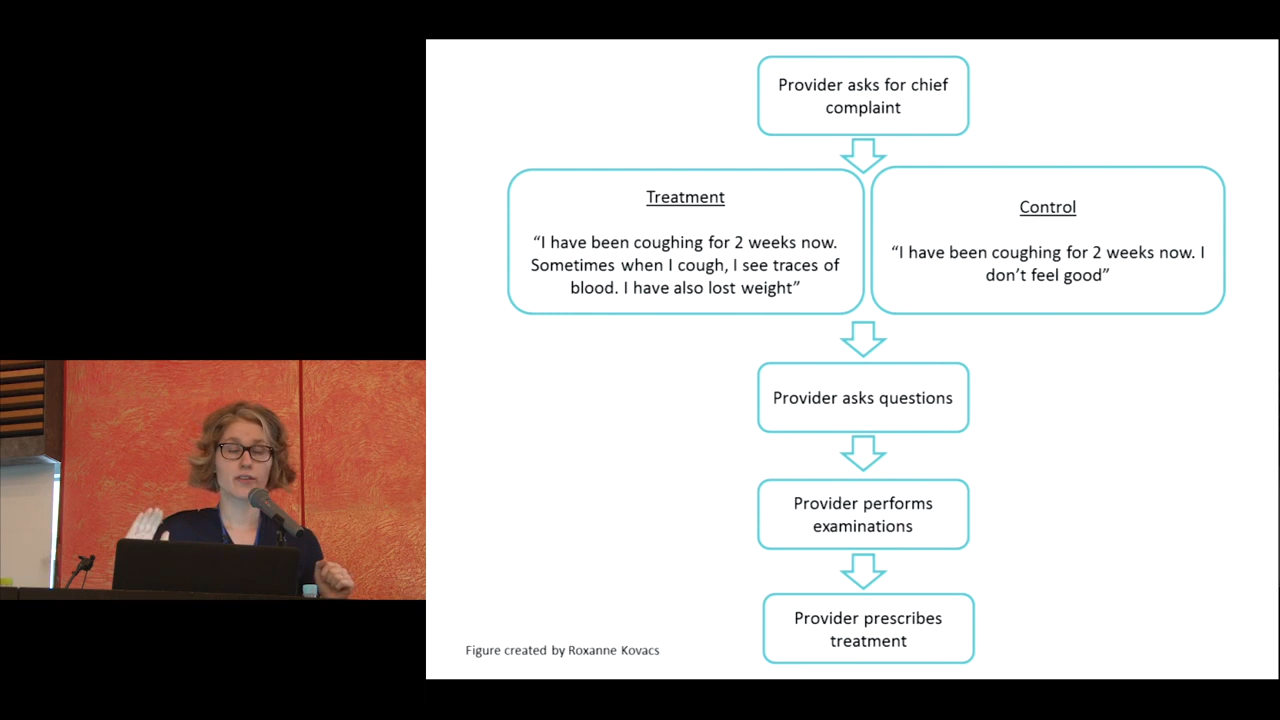 Provider asks for chief
complaint
Treatment
“I have been coughing for 2 weeks now.
Sometimes when I cough, I see traces of
blood. I have also lost weight”
Control
“I have been coughing for 2 weeks now. I
don’t feel good”
Provider asks questions
Provider performs
examinations
Provider prescribes
treatment
Figure created by Roxanne Kovacs